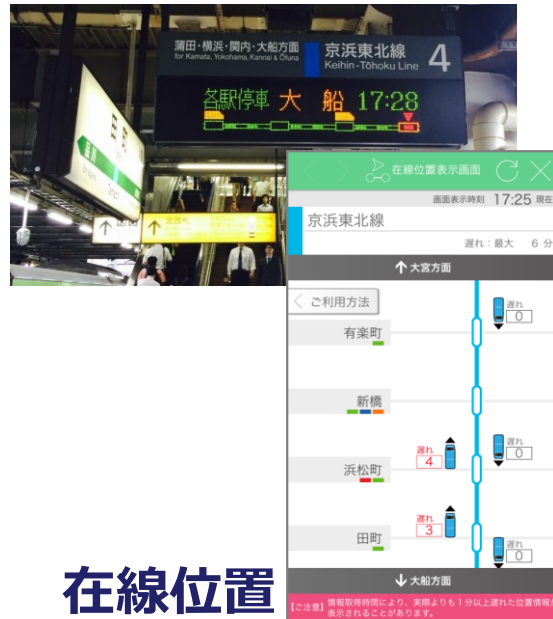 蒲田・横浜・関内・大船方面
for Kamata, Yokohama, Kannai & Ōfuna
京浜東北線
Keihin-Tōhoku Line
4
各駅停車 大 船 17:28
田町
品川
在線位置表示画面
画面表示時刻 17:25 現在
京浜東北線
遅れ：最大 6 分
大宮方面
ご利用方法
遅れ
0
有楽町
新橋
遅れ
4
遅れ
0
浜松町
遅れ
3
田町
遅れ
0
大船方面
【ご注意】情報取得時間により、実際よりも1分以上遅れた位置情報が
表示されることがあります。
在線位置